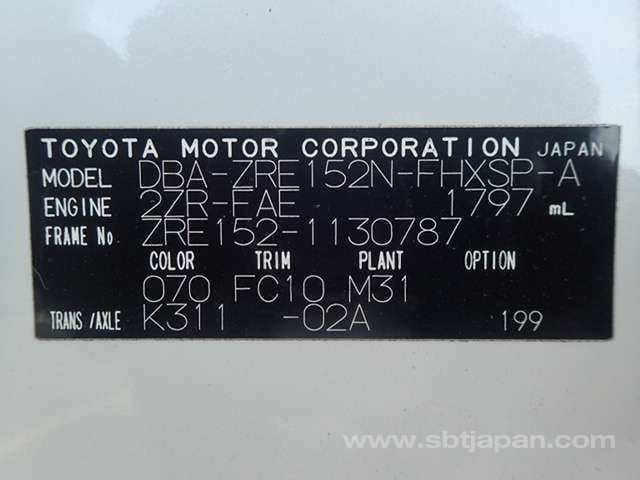 TOYOTA MOTOR CORPORATION JAPAN
MODEL DBA-ZRE152N-FHXSP-A
ENGINE 2ZR-FAE 1797 mL
FRAME No ZRE152-1130787
COLOR TRIM PLANT OPTION
070 FC10 M31
TRANS/AXLE K311 -02A 199
www.sbtjapan.com